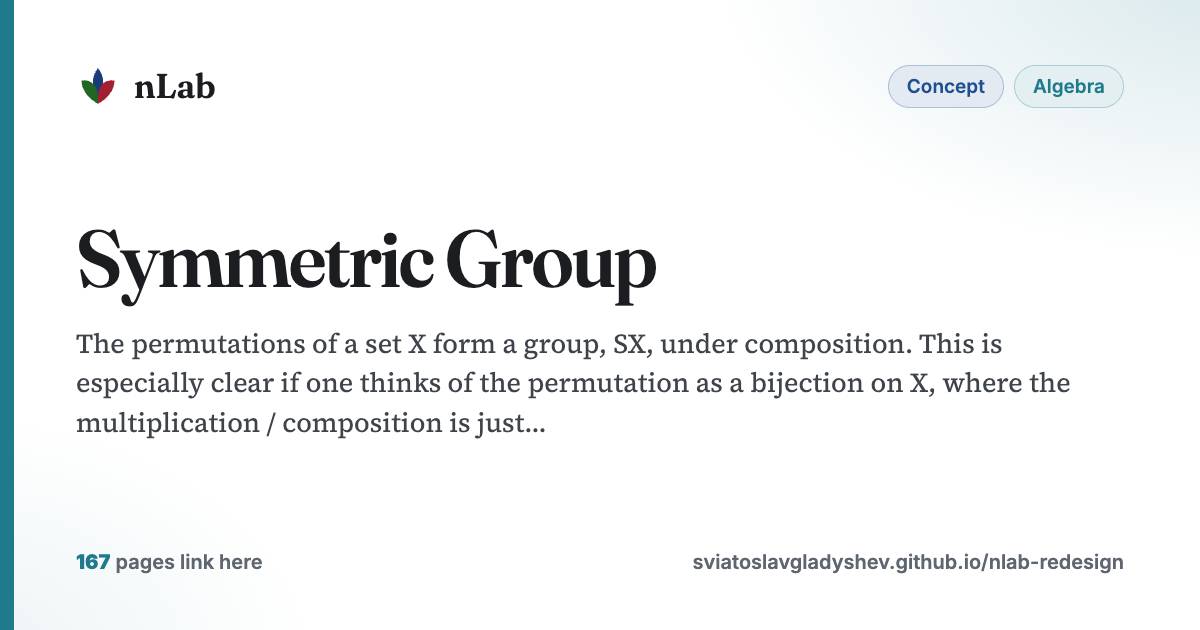 nLab
Concept
Algebra
Symmetric Group
The permutations of a set X form a group, SX, under composition. This is
especially clear if one thinks of the permutation as a bijection on X, where the
multiplication / composition is just...
167 pages link here
sviatoslavgladyshev.github.io/nlab-redesign